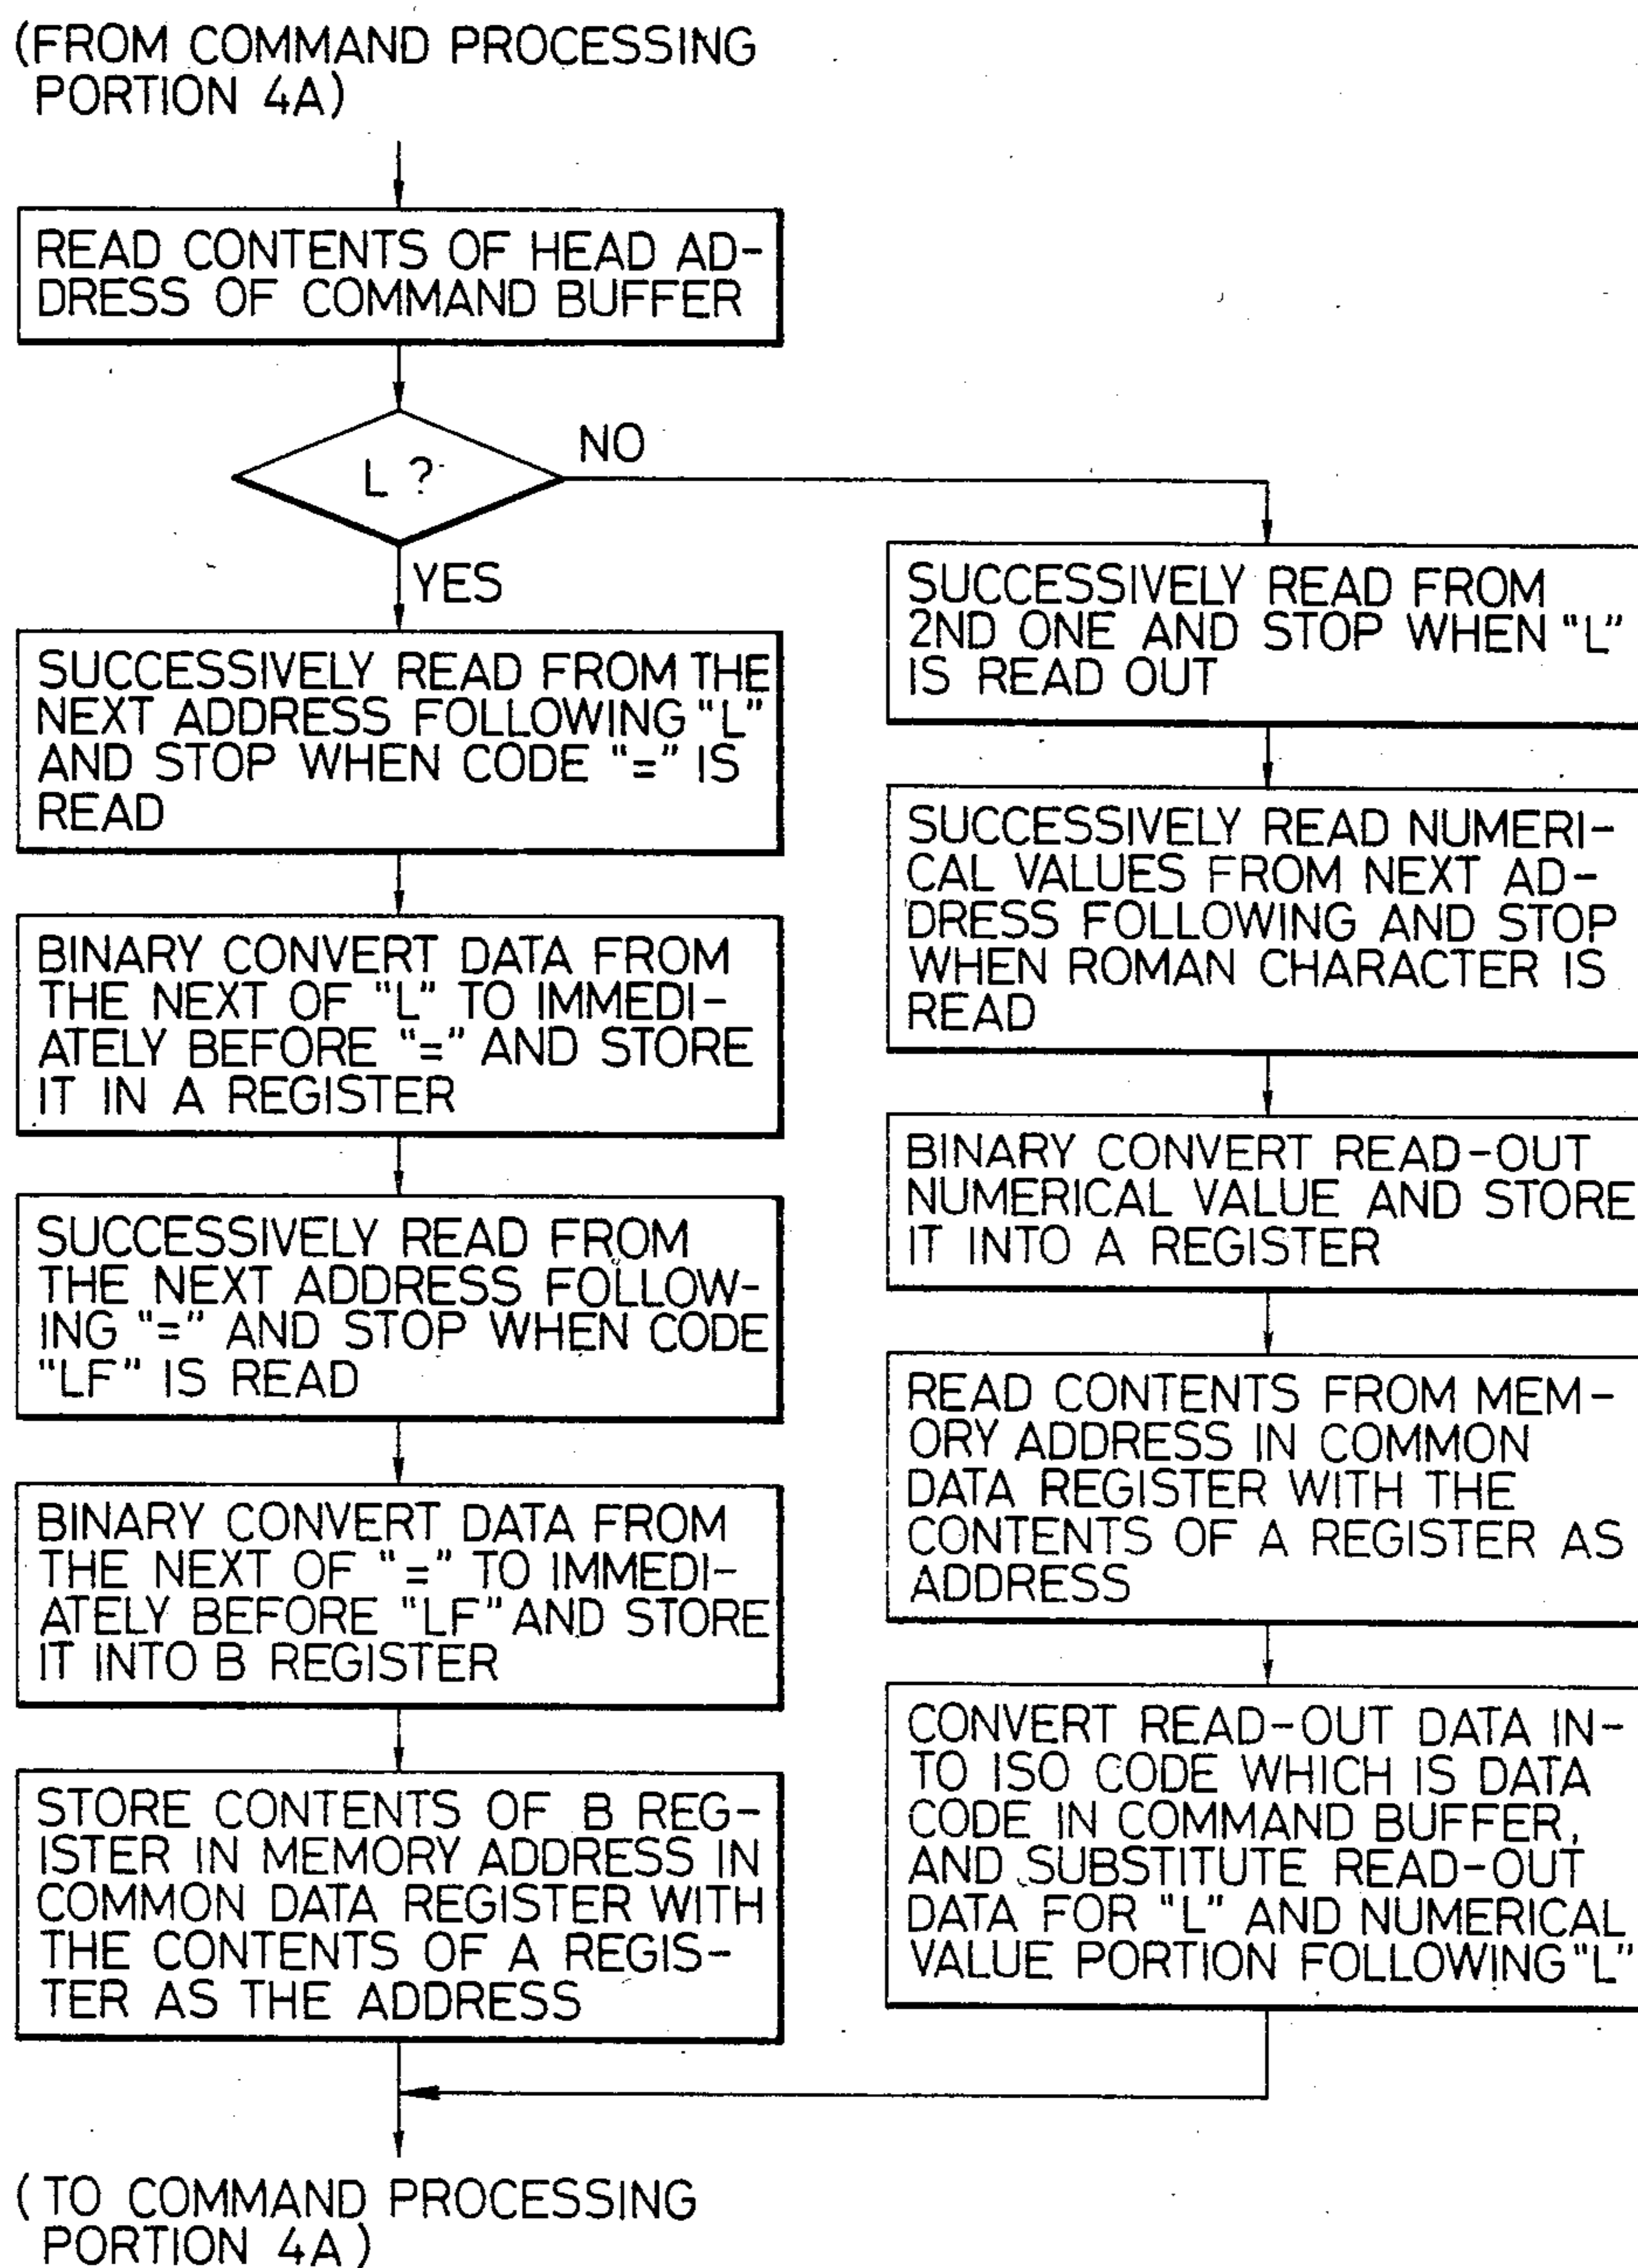 (FROM COMMAND PROCESSING
PORTION 4A)
READ CONTENTS OF HEAD AD-
DRESS OF COMMAND BUFFER
L ?
NO
YES
SUCCESSIVELY READ FROM THE
NEXT ADDRESS FOLLOWING "L"
AND STOP WHEN CODE "=" IS
READ
BINARY CONVERT DATA FROM
THE NEXT OF "L" TO IMMEDI-
ATELY BEFORE "=" AND STORE
IT IN A REGISTER
SUCCESSIVELY READ FROM
THE NEXT ADDRESS FOLLOW-
ING "=" AND STOP WHEN CODE
"LF" IS READ
BINARY CONVERT DATA FROM
THE NEXT OF "=" TO IMMEDI-
ATELY BEFORE "LF" AND STORE
IT INTO B REGISTER
STORE CONTENTS OF B REG-
ISTER IN MEMORY ADDRESS IN
COMMON DATA REGISTER WITH
THE CONTENTS OF A REGIS-
TER AS THE ADDRESS
SUCCESSIVELY READ FROM
2ND ONE AND STOP WHEN "L"
IS READ OUT
SUCCESSIVELY READ NUMERI-
CAL VALUES FROM NEXT AD-
DRESS FOLLOWING AND STOP
WHEN ROMAN CHARACTER IS
READ
BINARY CONVERT READ-OUT
NUMERICAL VALUE AND STORE
IT INTO A REGISTER
READ CONTENTS FROM MEM-
ORY ADDRESS IN COMMON
DATA REGISTER WITH THE
CONTENTS OF A REGISTER AS
ADDRESS
CONVERT READ-OUT DATA IN-
TO ISO CODE WHICH IS DATA
CODE IN COMMAND BUFFER,
AND SUBSTITUTE READ-OUT
DATA FOR "L" AND NUMERICAL
VALUE PORTION FOLLOWING "L"
(TO COMMAND PROCESSING
PORTION 4A)